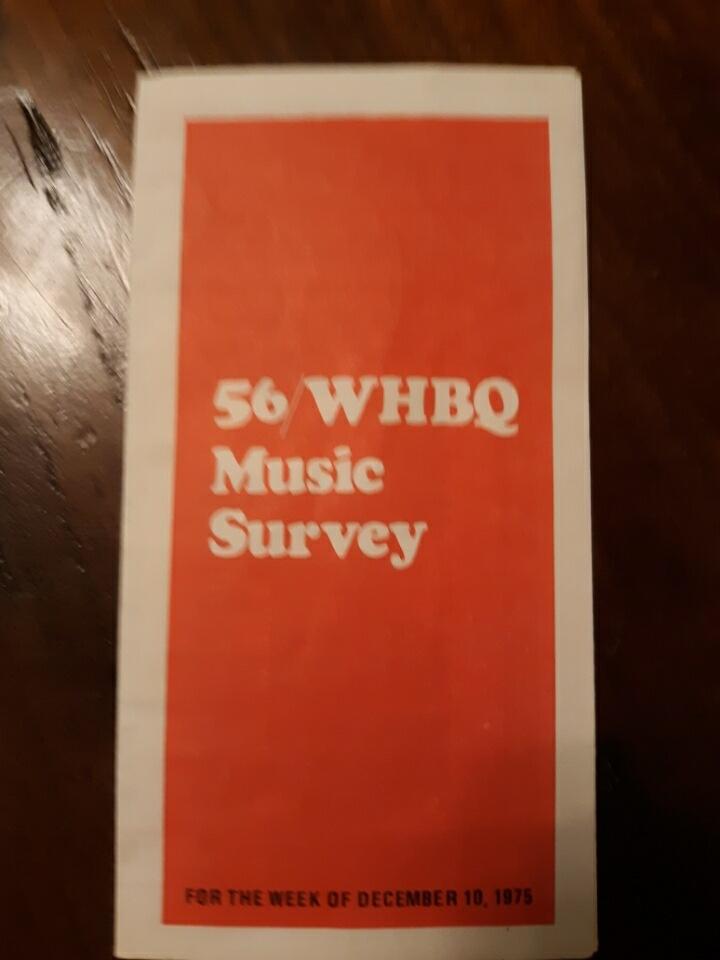 56/WHBQ
Music
Survey
FOR THE WEEK OF DECEMBER 10, 1975